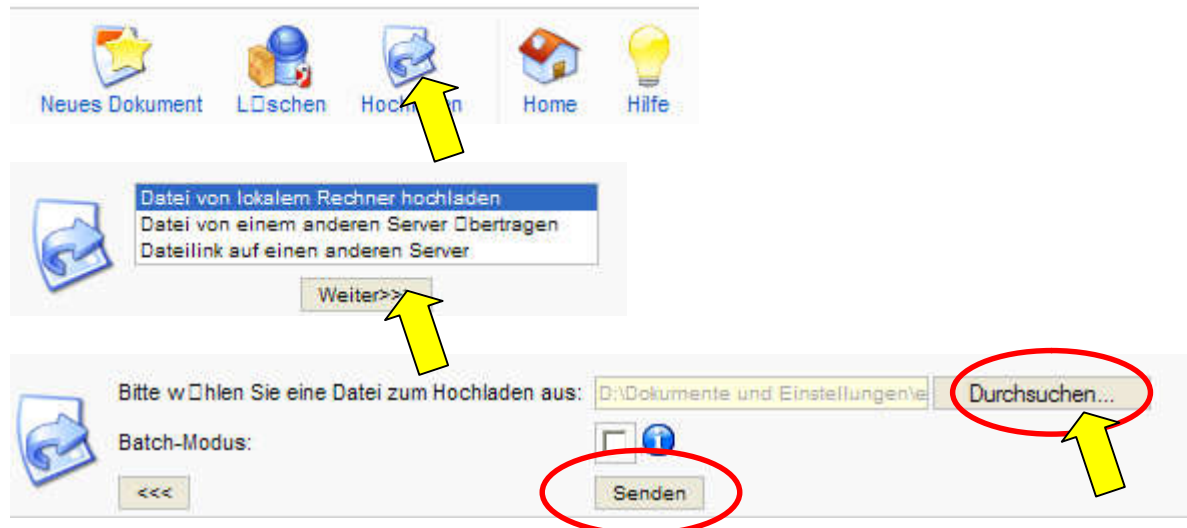 Neues Dokument L□schen Hochladen Home Hilfe
Datei von lokalem Rechner hochladen
Datei von einem anderen Server □bertragen
Dateilink auf einen anderen Server
Weiter>>>
Bitte w□hlen Sie eine Datei zum Hochladen aus: D:\Dokumente und Einstellungen\e Durchsuchen...
Batch-Modus:
<<< Senden